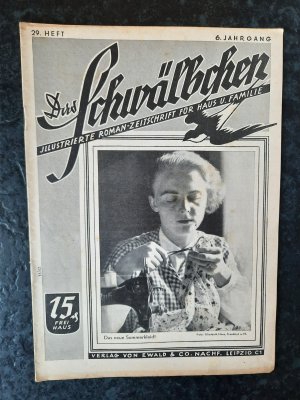 29. HEFT
6. JAHRGANG
Das Schwälbchen
ILLUSTRIERTE ROMAN-ZEITSCHRIFT FÜR HAUS U. FAMILIE
15
FREI
HAUS
Das neue Sommerkleid!
VERLAG VON EWALD & CO. NACHF. LEIPZIG C1